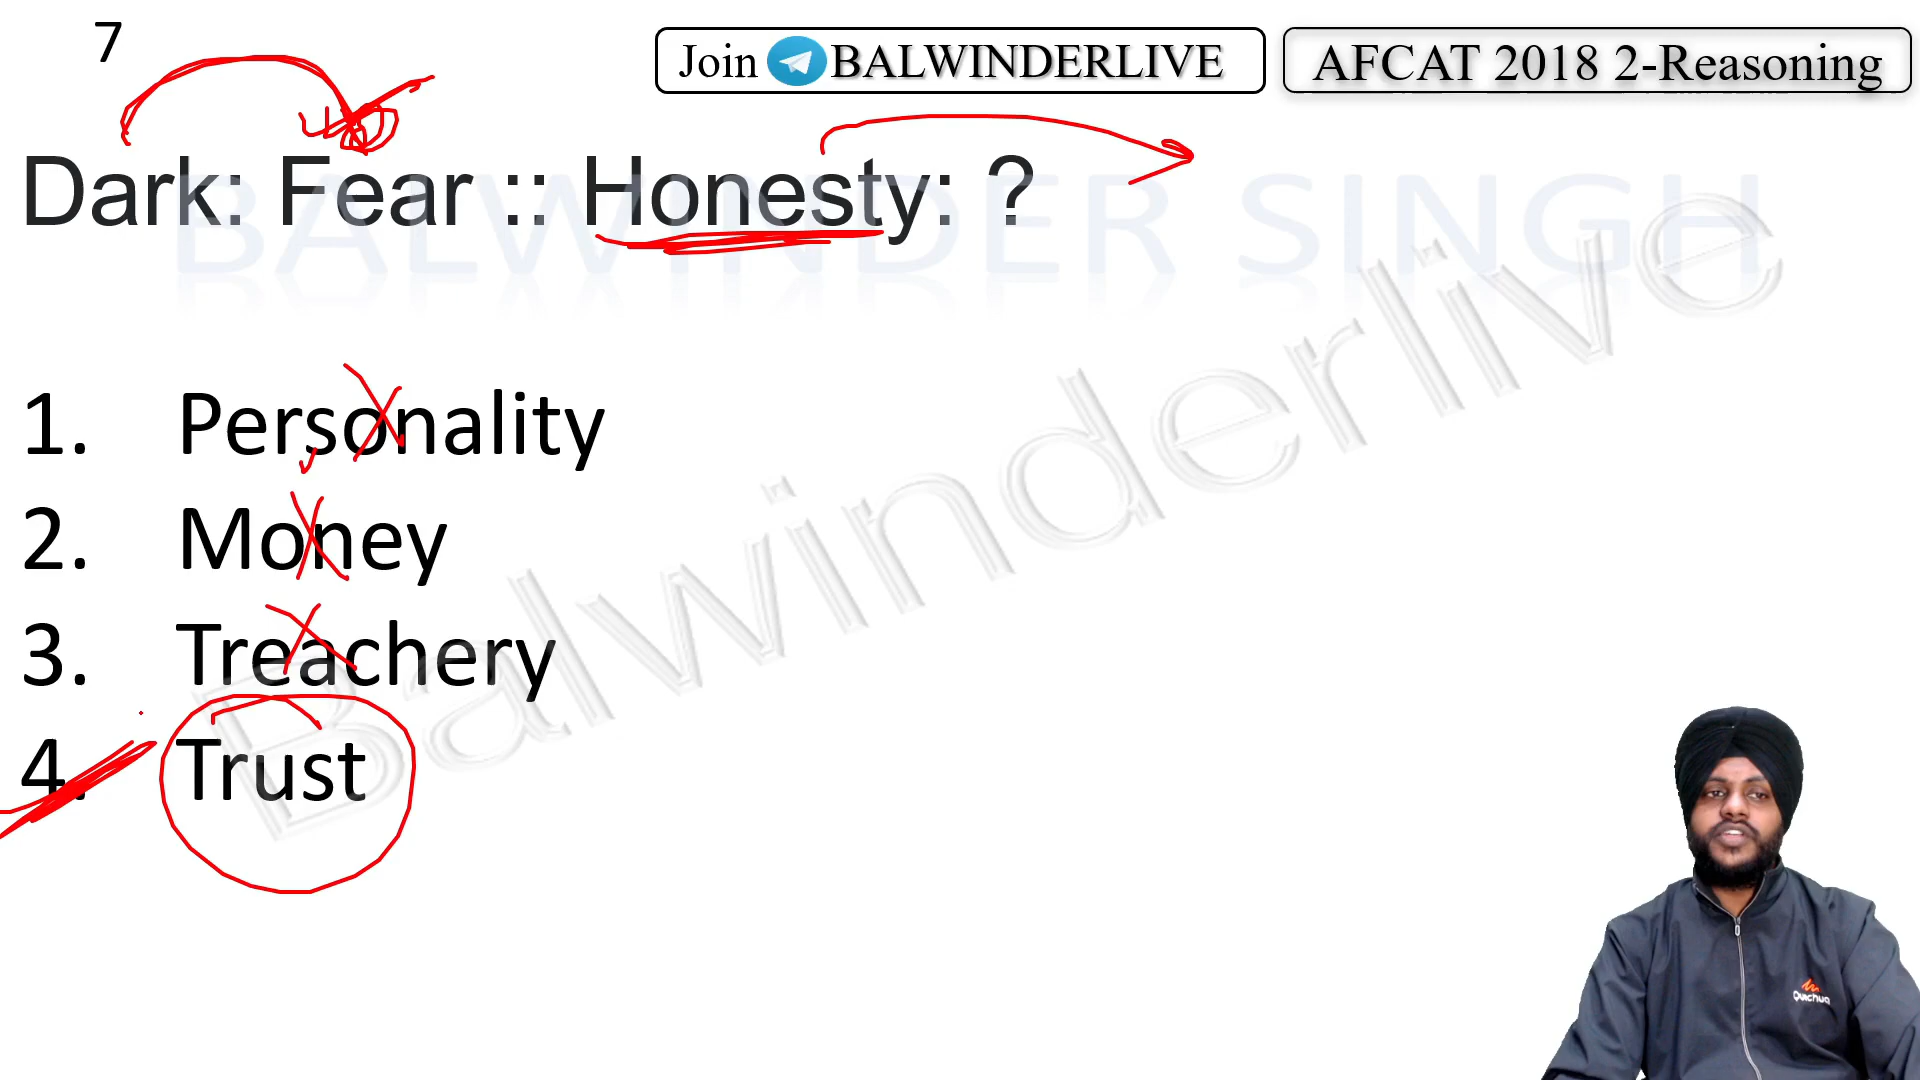 7
Join BALWINDERLIVE
AFCAT 2018 2-Reasoning
Dark: Fear :: Honesty: ?
BALWINDER SINGH
1. Personality
2. Money
3. Treachery
4. Trust
Balwinderlive
Quechua